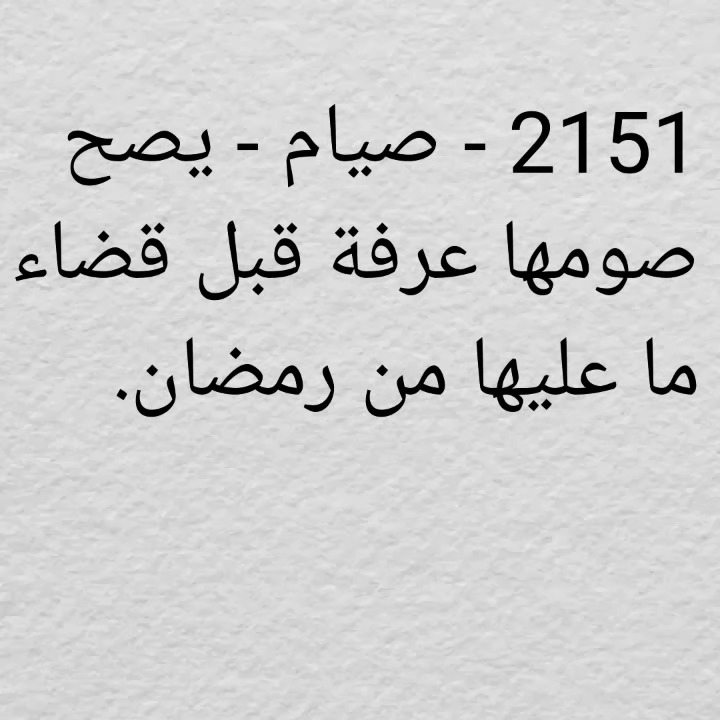 2151 - صيام - يصح
صومها عرفة قبل قضاء
ما عليها من رمضان.